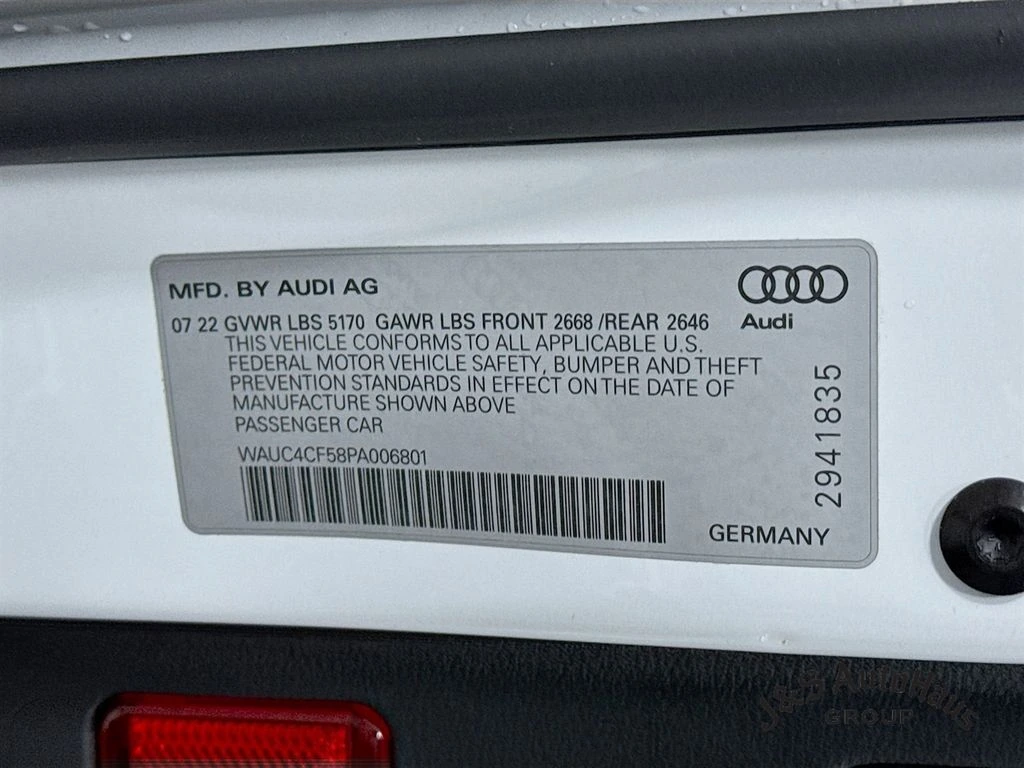 MFD. BY AUDI AG
07 22 GVWR LBS 5170 GAWR LBS FRONT 2668 /REAR 2646
THIS VEHICLE CONFORMS TO ALL APPLICABLE U.S.
FEDERAL MOTOR VEHICLE SAFETY, BUMPER AND THEFT
PREVENTION STANDARDS IN EFFECT ON THE DATE OF
MANUFACTURE SHOWN ABOVE
PASSENGER CAR
WAUC4CF58PA006801
Audi
2941835
GERMANY
J&S AUTOHAUS
GROUP